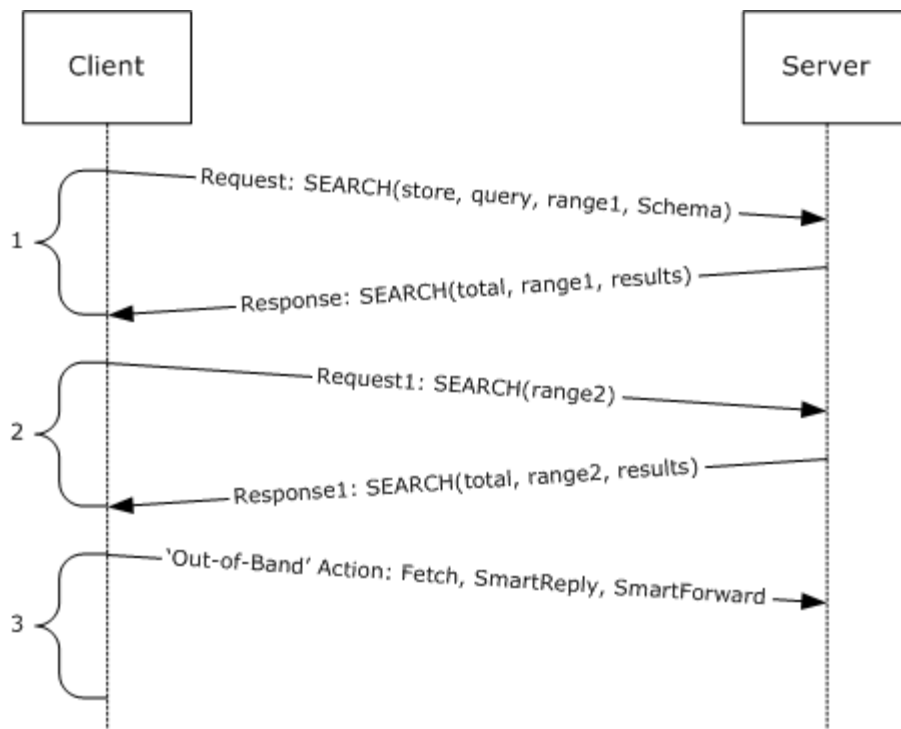 Client
Server
Request: SEARCH(store, query, range1, Schema)
1
Response: SEARCH(total, range1, results)
Request1: SEARCH(range2)
2
Response1: SEARCH(total, range2, results)
‘Out-of-Band’ Action: Fetch, SmartReply, SmartForward
3